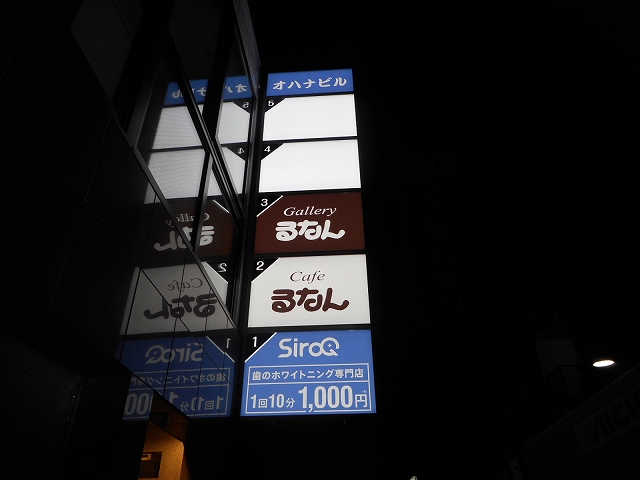 オハナビル
5
4
3
Gallery
るなん
2
Cafe
るなん
1
SiroQ
歯のホワイトニング専門店
1回10分 1,000円